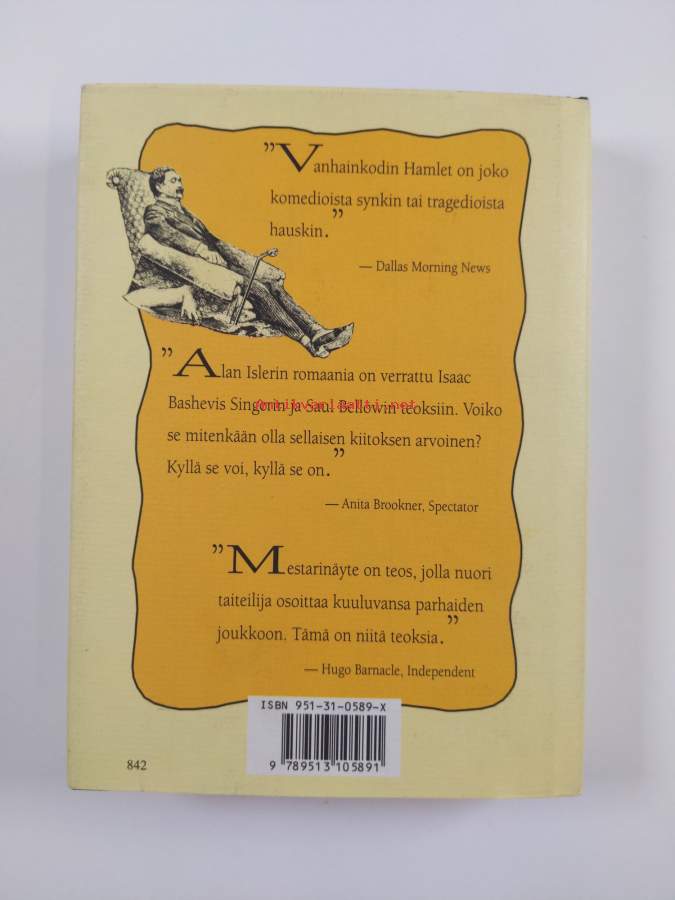 "Vanhainkodin Hamlet on joko
komedioista synkin tai tragedioista
hauskin."
— Dallas Morning News
"Alan Islerin romaania on verrattu Isaac
Bashevis Singerin ja Saul Bellowin teoksiin. Voiko
Antikvariaatti.net
se mitenkään olla sellaisen kiitoksen arvoinen?
Kyllä se voi, kyllä se on."
— Anita Brookner, Spectator
"Mestarinäyte on teos, jolla nuori
taiteilija osoittaa kuuluvansa parhaiden
joukkoon. Tämä on niitä teoksia."
— Hugo Barnacle, Independent
ISBN 951-31-0589-X
9 789513 105891
842